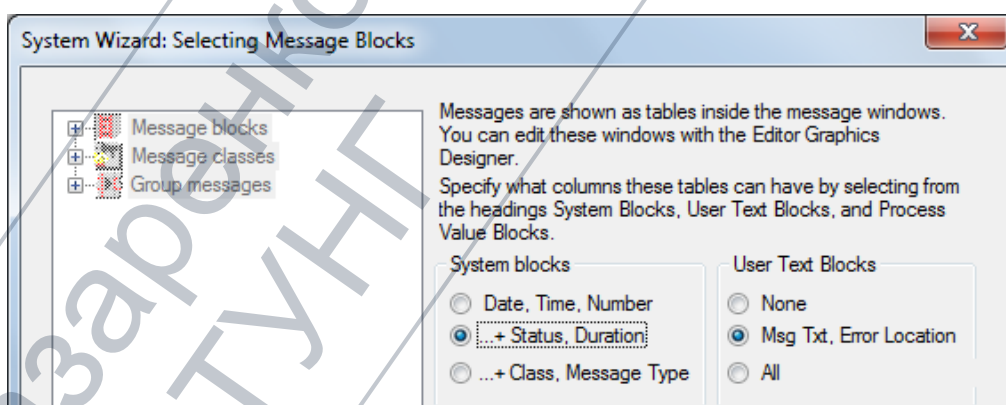 System Wizard: Selecting Message Blocks
Message blocks
Message classes
Group messages
Messages are shown as tables inside the message windows.
You can edit these windows with the Editor Graphics
Designer.
Specify what columns these tables can have by selecting from
the headings System Blocks, User Text Blocks, and Process
Value Blocks.
System blocks
Date, Time, Number
...+ Status, Duration
...+ Class, Message Type
User Text Blocks
None
Msg Txt, Error Location
All
ТУНГ